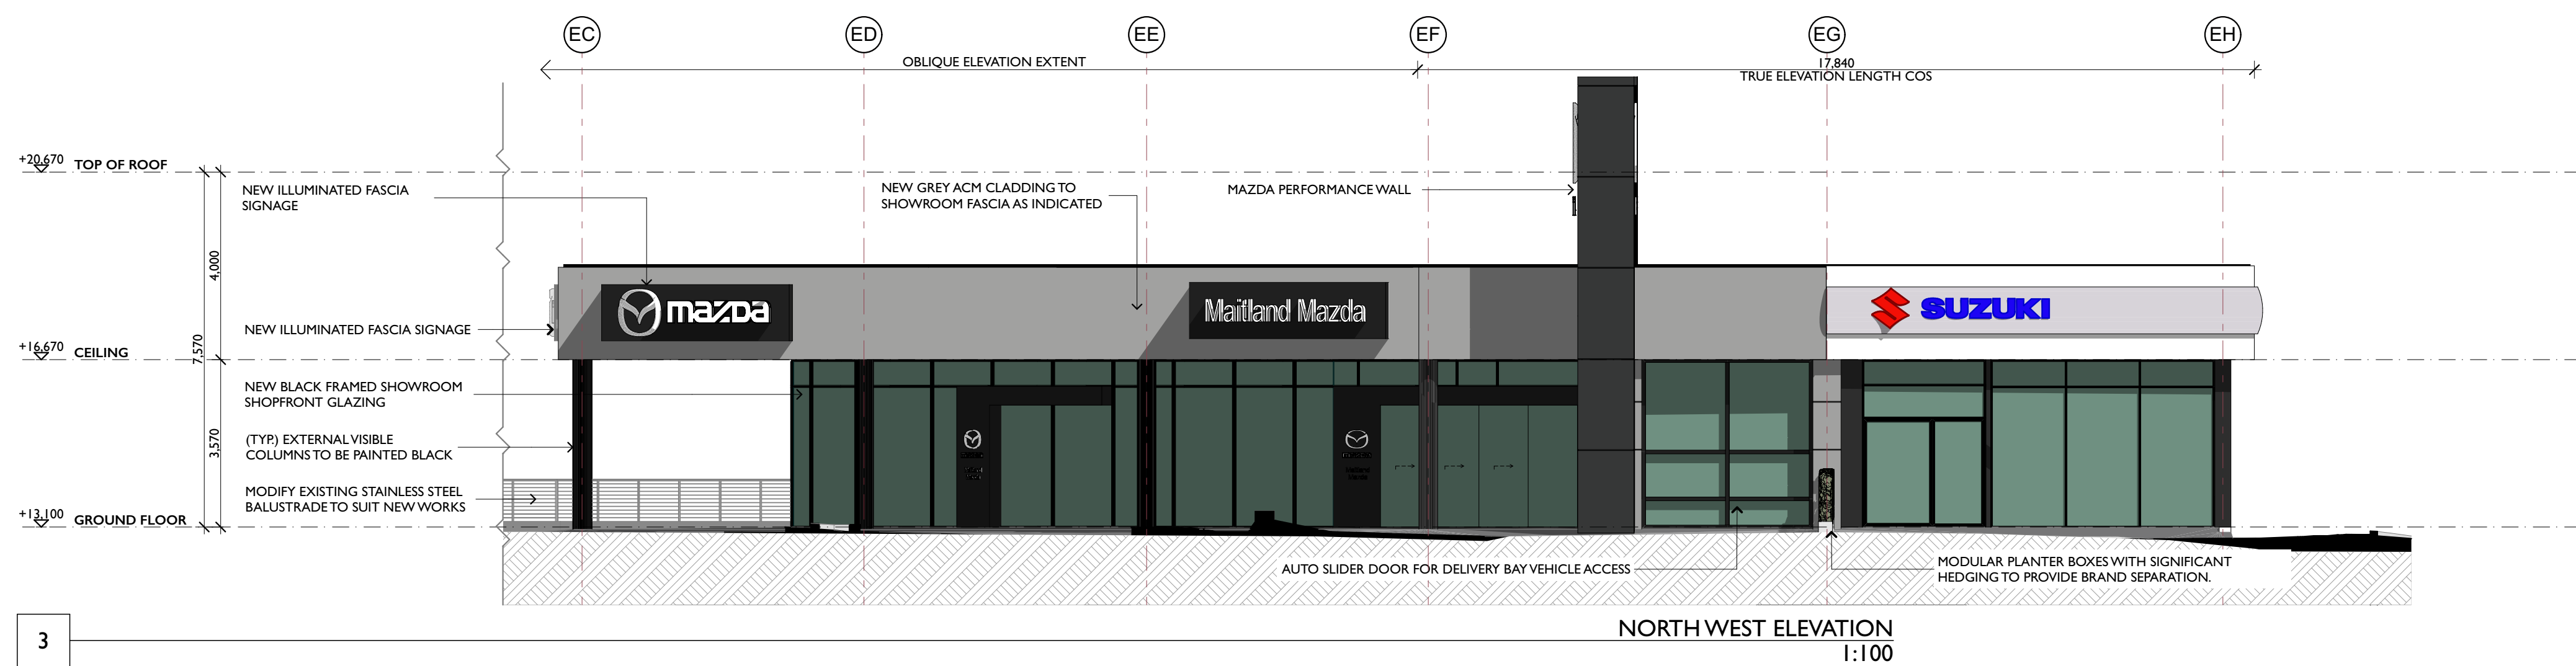 EC
ED
EE
EF
EG
EH
OBLIQUE ELEVATION EXTENT
17,840
TRUE ELEVATION LENGTH COS
+20,670
TOP OF ROOF
NEW ILLUMINATED FASCIA
SIGNAGE
NEW GREY ACM CLADDING TO
SHOWROOM FASCIA AS INDICATED
MAZDA PERFORMANCE WALL
4,000
7,570
3,570
mazda
Maitland Mazda
SUZUKI
NEW ILLUMINATED FASCIA SIGNAGE
+16,670
CEILING
NEW BLACK FRAMED SHOWROOM
SHOPFRONT GLAZING
(TYP.) EXTERNAL VISIBLE
COLUMNS TO BE PAINTED BLACK
MODIFY EXISTING STAINLESS STEEL
BALUSTRADE TO SUIT NEW WORKS
+13,100
GROUND FLOOR
AUTO SLIDER DOOR FOR DELIVERY BAY VEHICLE ACCESS
MODULAR PLANTER BOXES WITH SIGNIFICANT
HEDGING TO PROVIDE BRAND SEPARATION.
3
NORTH WEST ELEVATION
1:100